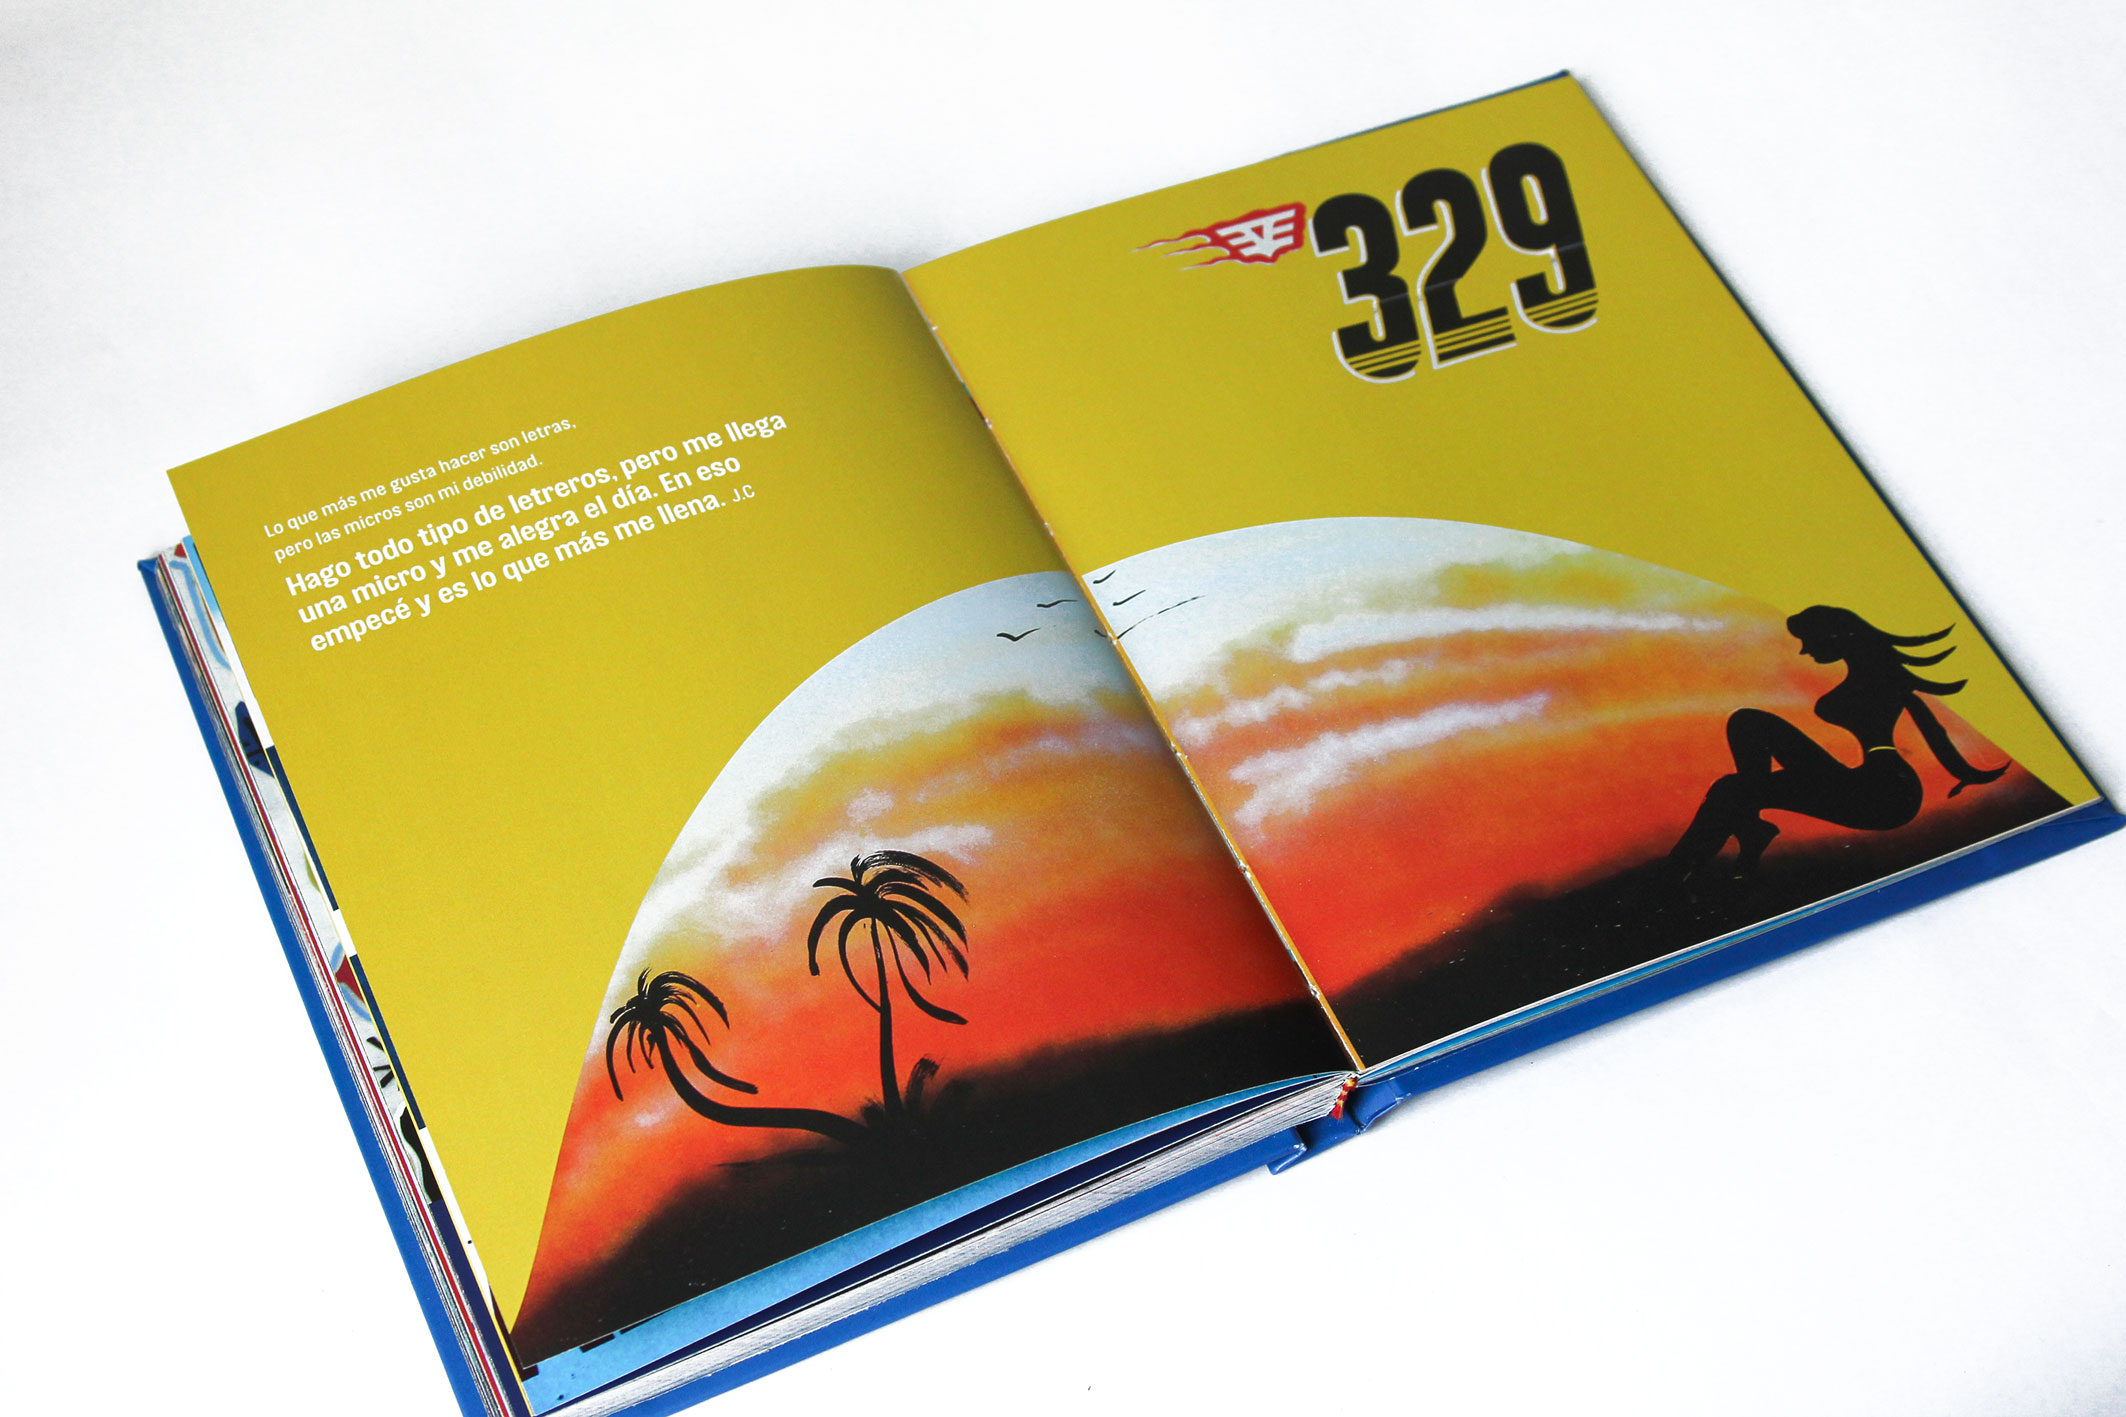 Lo que más me gusta hacer son letras,
pero las micros son mi debilidad.
Hago todo tipo de letreros, pero me llega
una micro y me alegra el día. En eso
empecé y es lo que más me llena. J.C
329